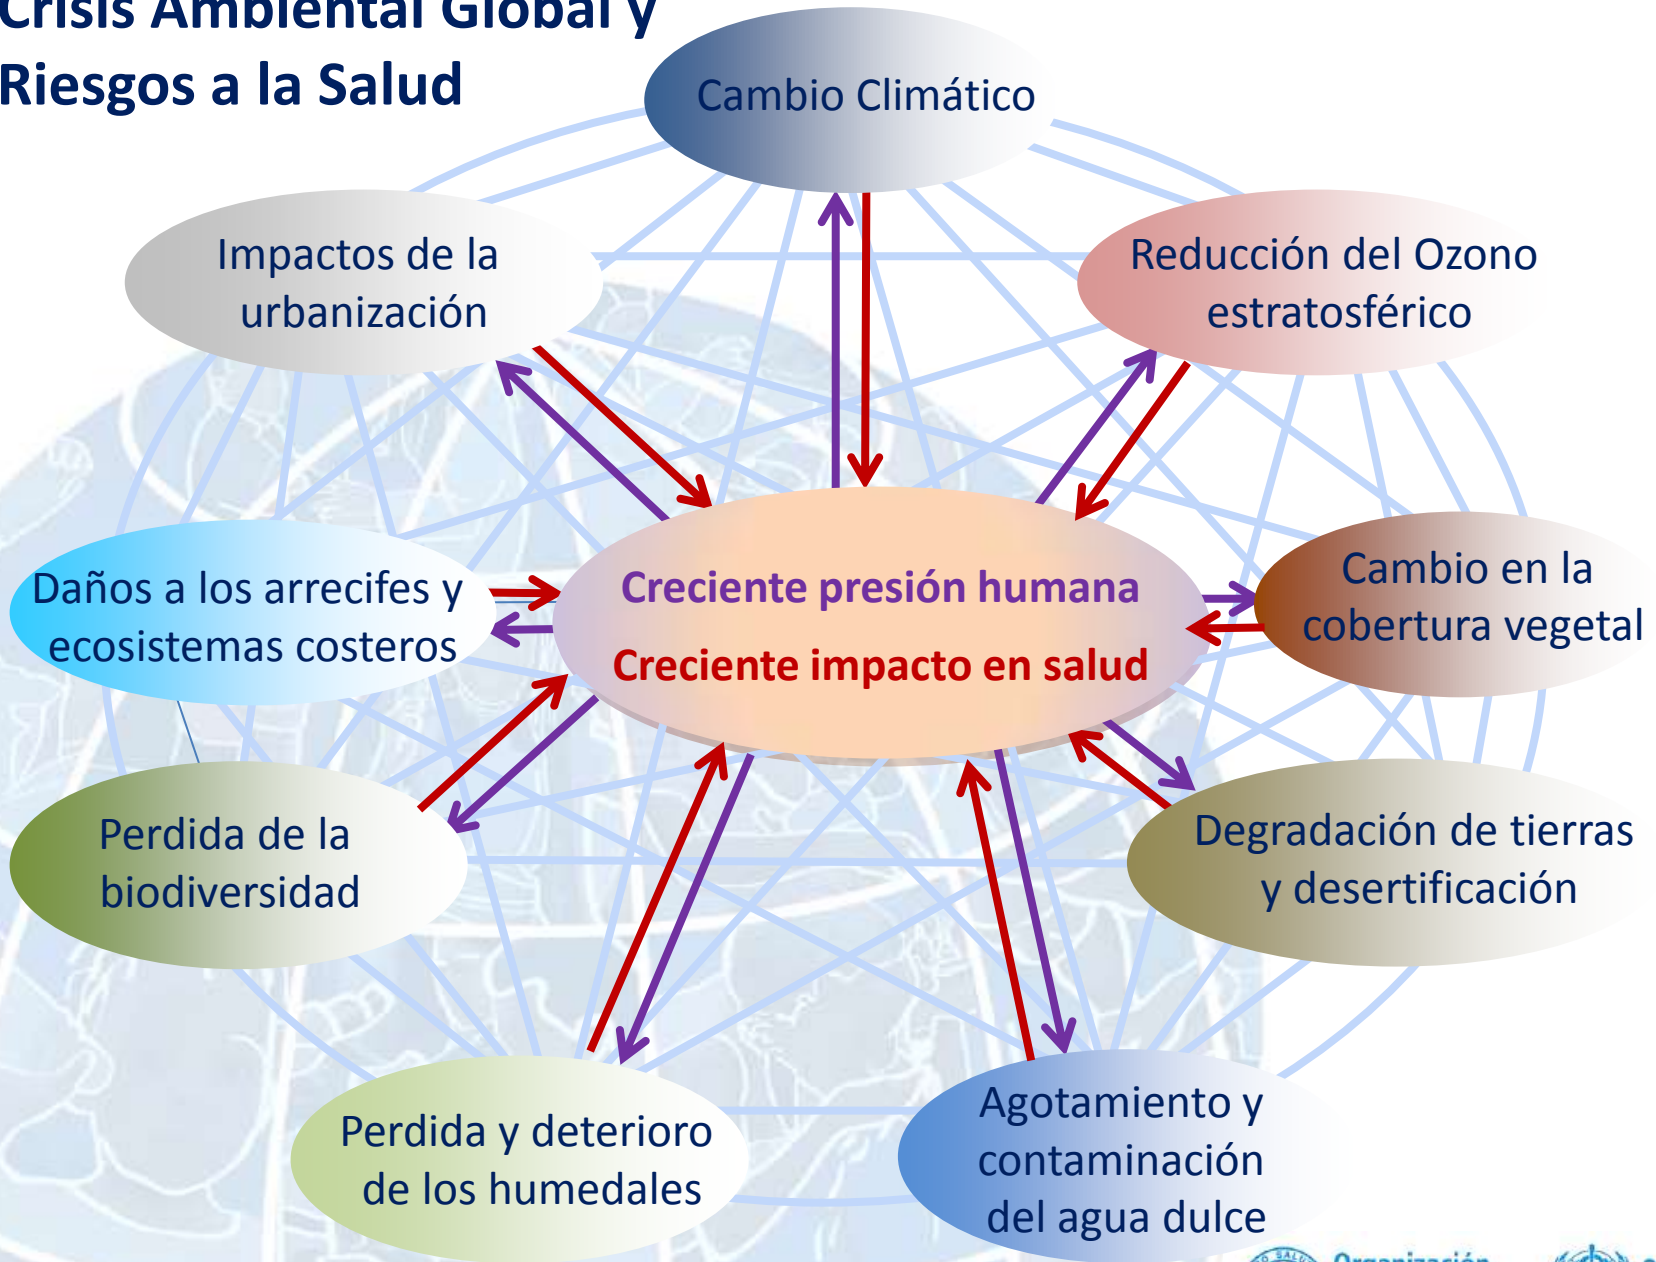 Crisis Ambiental Global y
Riesgos a la Salud
Cambio Climático
Impactos de la
urbanización
Reducción del Ozono
estratosférico
Daños a los arrecifes y
ecosistemas costeros
Creciente presión humana
Creciente impacto en salud
Cambio en la
cobertura vegetal
Perdida de la
biodiversidad
Degradación de tierras
y desertificación
Perdida y deterioro
de los humedales
Agotamiento y
contaminación
del agua dulce
Organización